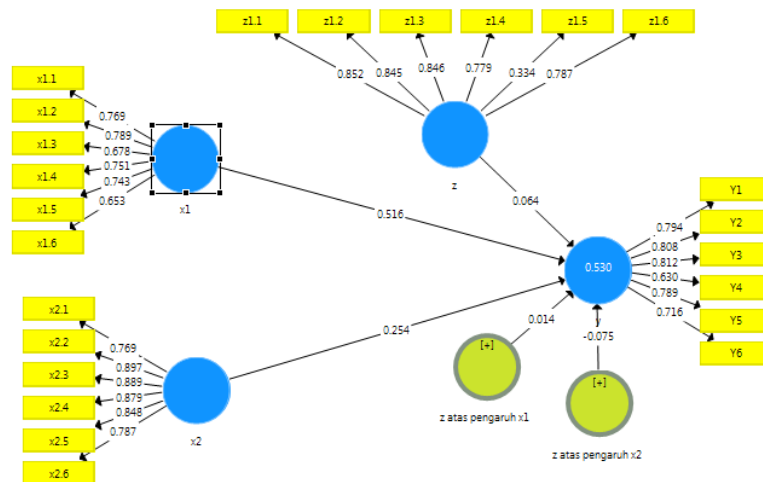 z1.1
z1.2
z1.3
z1.4
z1.5
z1.6
0.852
0.845
0.846
0.779
0.334
0.787
z
0.064
x1.1
x1.2
x1.3
x1.4
x1.5
x1.6
0.769
0.789
0.678
0.751
0.743
0.653
x1
0.516
Y1
Y2
Y3
Y4
Y5
Y6
0.794
0.808
0.812
0.630
0.789
0.716
0.530
y
x2.1
x2.2
x2.3
x2.4
x2.5
x2.6
0.769
0.897
0.889
0.879
0.848
0.787
x2
0.254
0.014
-0.075
[+]
z atas pengaruh x1
[+]
z atas pengaruh x2